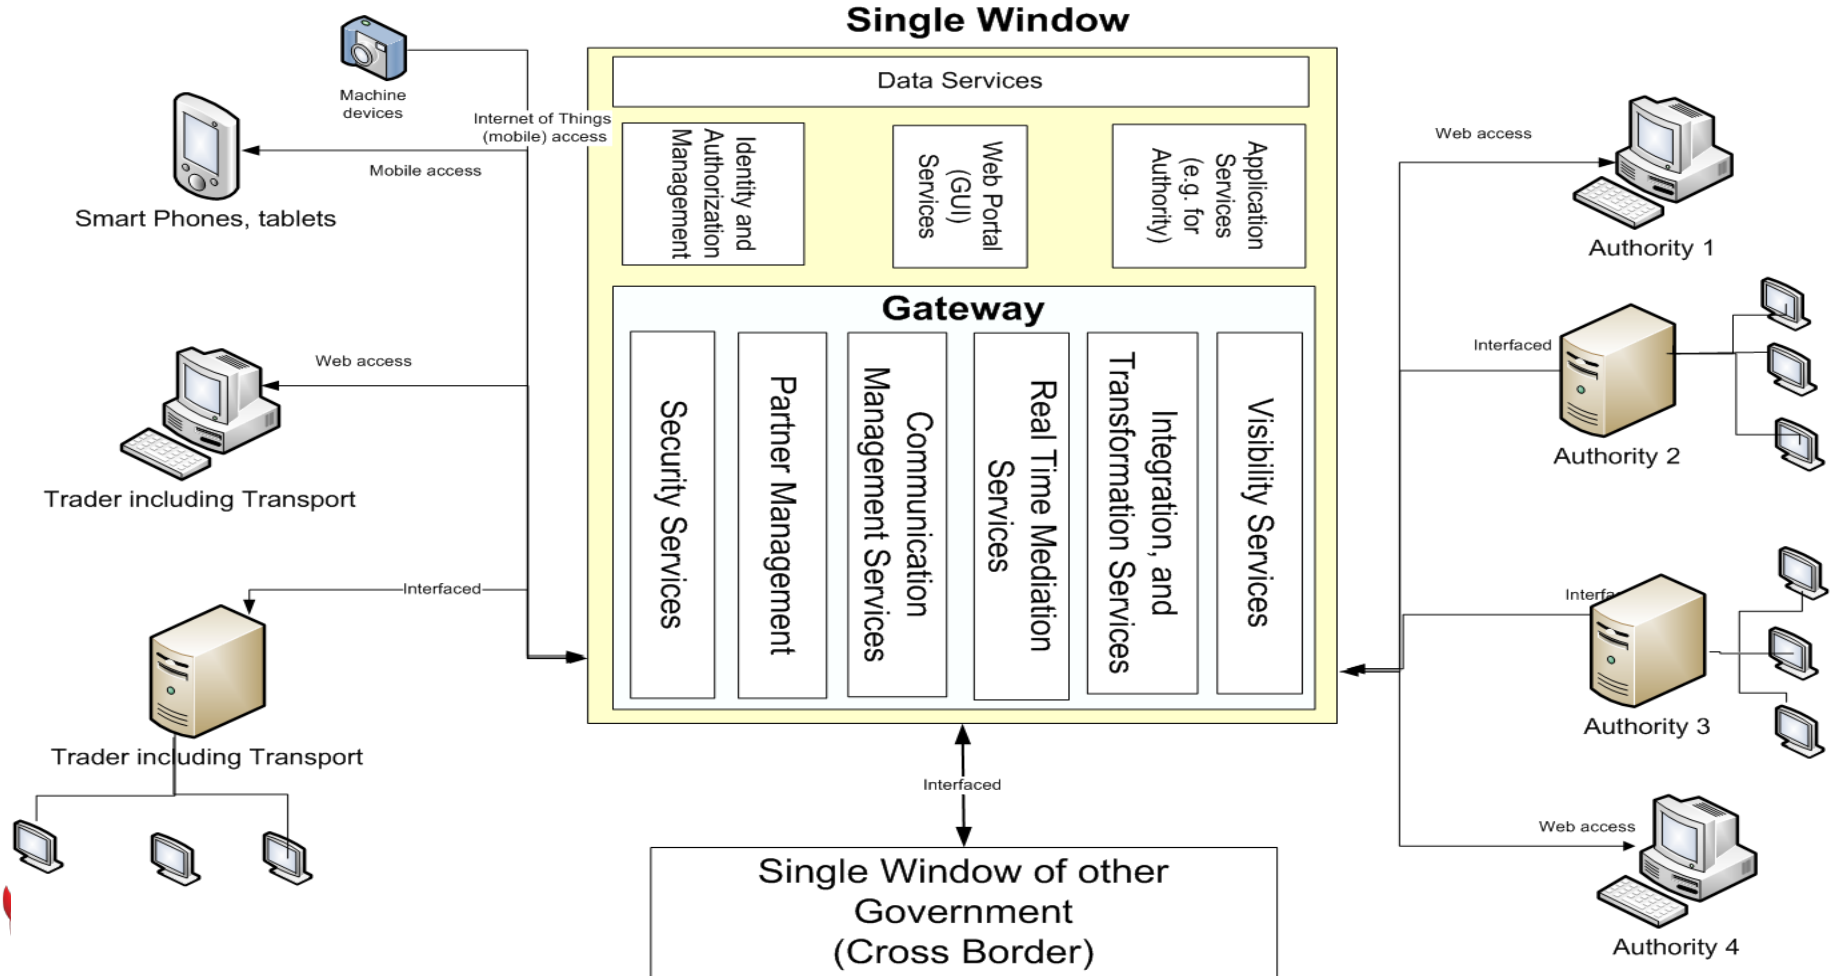 Single Window
Data Services
Identity and
Authorization
Management
Web Portal
(GUI)
Services
Application
Services
(e.g. for
Authority)
Gateway
Security Services
Partner Management
Communication
Management Services
Real Time Mediation
Services
Integration, and
Transformation Services
Visibility Services
Machine
devices
Internet of Things
(mobile) access
Mobile access
Smart Phones, tablets
Web access
Trader including Transport
Interfaced
Trader including Transport
Web access
Authority 1
Interfaced
Authority 2
Authority 3
Web access
Authority 4
Interfaced
Single Window of other
Government
(Cross Border)